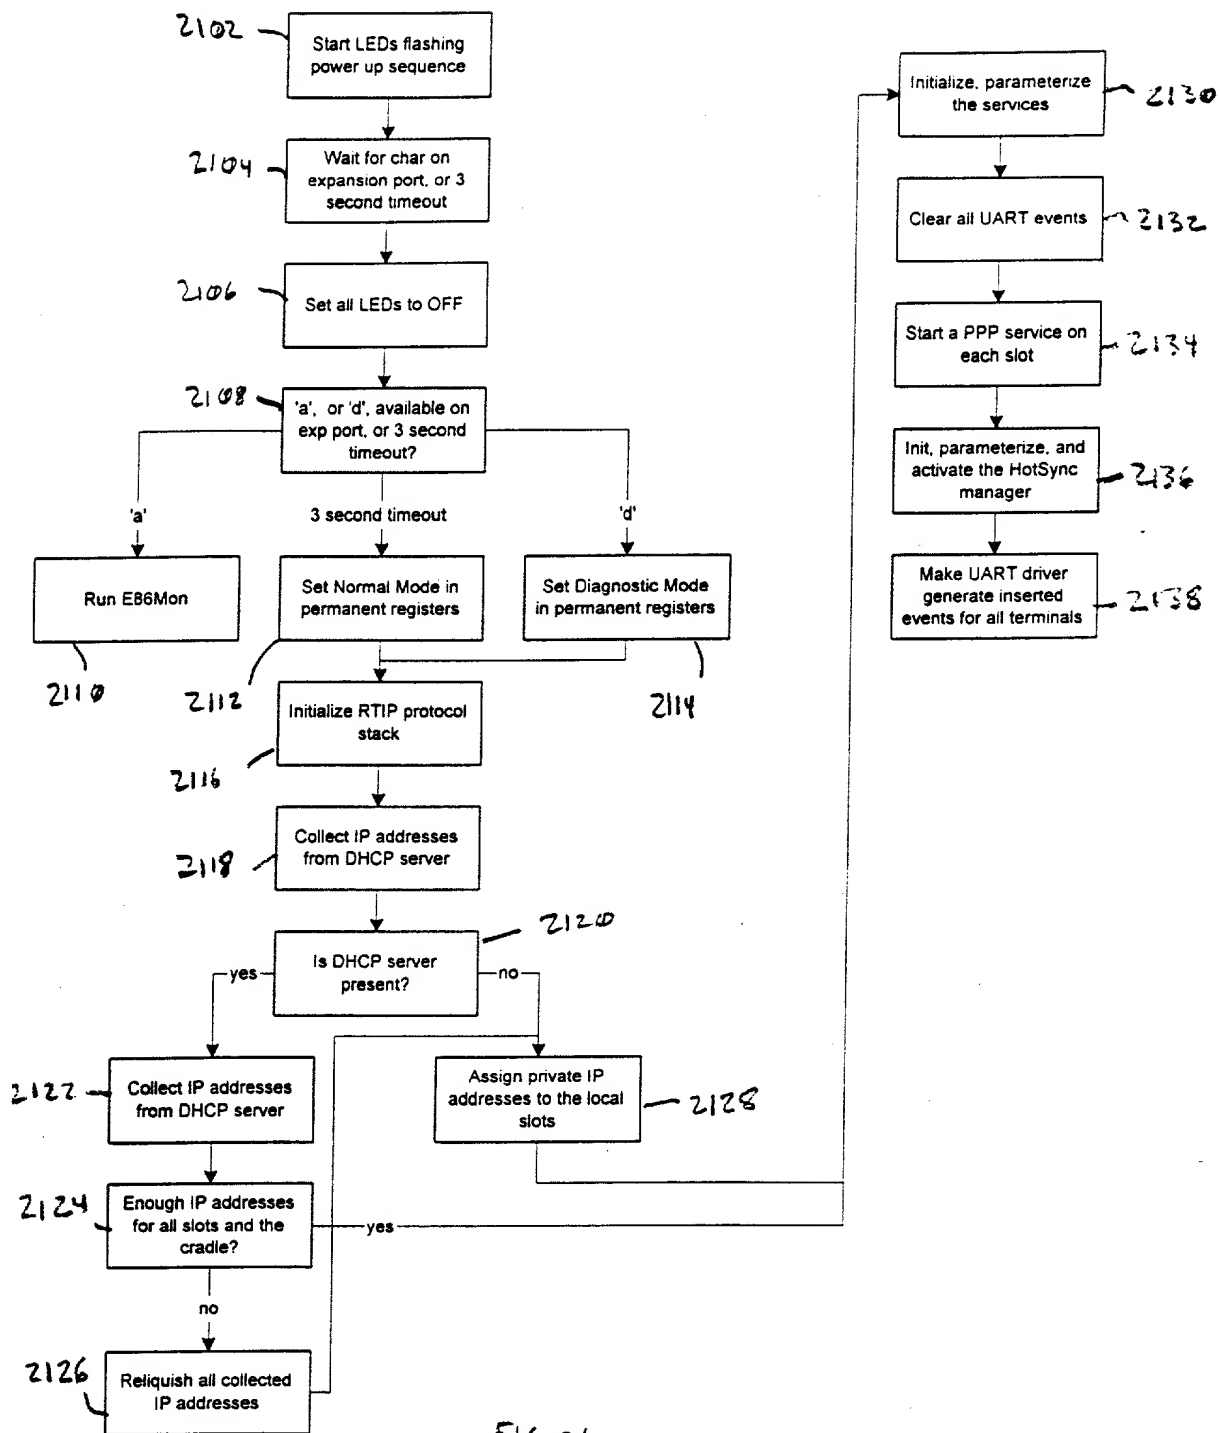 2102
Start LEDs flashing
power up sequence
2104
Wait for char on
expansion port, or 3
second timeout
2106
Set all LEDs to OFF
2108
'a', or 'd', available on
exp port, or 3 second
timeout?
'a'
3 second timeout
'd'
Run E86Mon
Set Normal Mode in
permanent registers
Set Diagnostic Mode
in permanent registers
2110
2112
2114
Initialize RTIP protocol
stack
2116
Collect IP addresses
from DHCP server
2118
2120
Is DHCP server
present?
yes
no
2122
Collect IP addresses
from DHCP server
Assign private IP
addresses to the local
slots
2128
2124
Enough IP addresses
for all slots and the
cradle?
yes
no
2126
Reliquish all collected
IP addresses
Initialize, parameterize
the services
2130
Clear all UART events
2132
Start a PPP service on
each slot
2134
Init, parameterize, and
activate the HotSync
manager
2136
Make UART driver
generate inserted
events for all terminals
2138